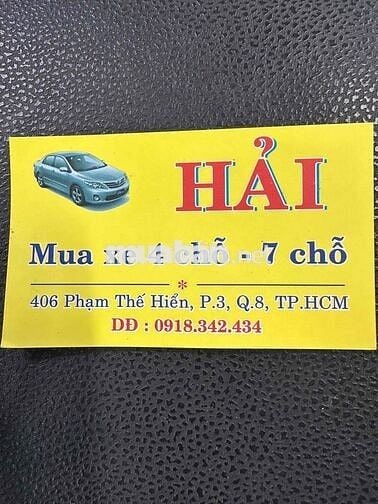 HẢI
Mua xe 4 chỗ - 7 chỗ
*
406 Phạm Thế Hiển, P.3, Q.8, TP.HCM
DĐ : 0918.342.434